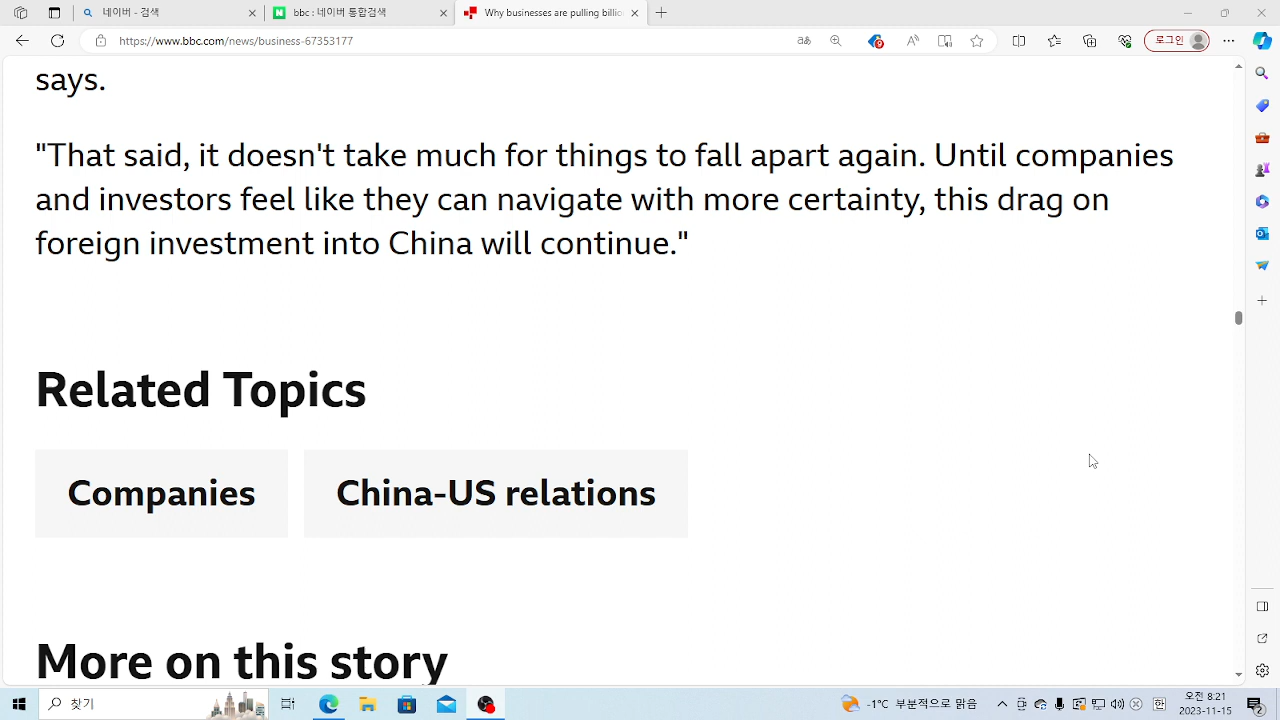 네이버 - 검색
bbc : 네이버 통합검색
Why businesses are pulling billio
https://www.bbc.com/news/business-67353177
로그인
says.
"That said, it doesn't take much for things to fall apart again. Until companies
and investors feel like they can navigate with more certainty, this drag on
foreign investment into China will continue."
Related Topics
Companies
China-US relations
More on this story
찾기
-1°C 부분적으로 맑음
오전 8:21
2023-11-15